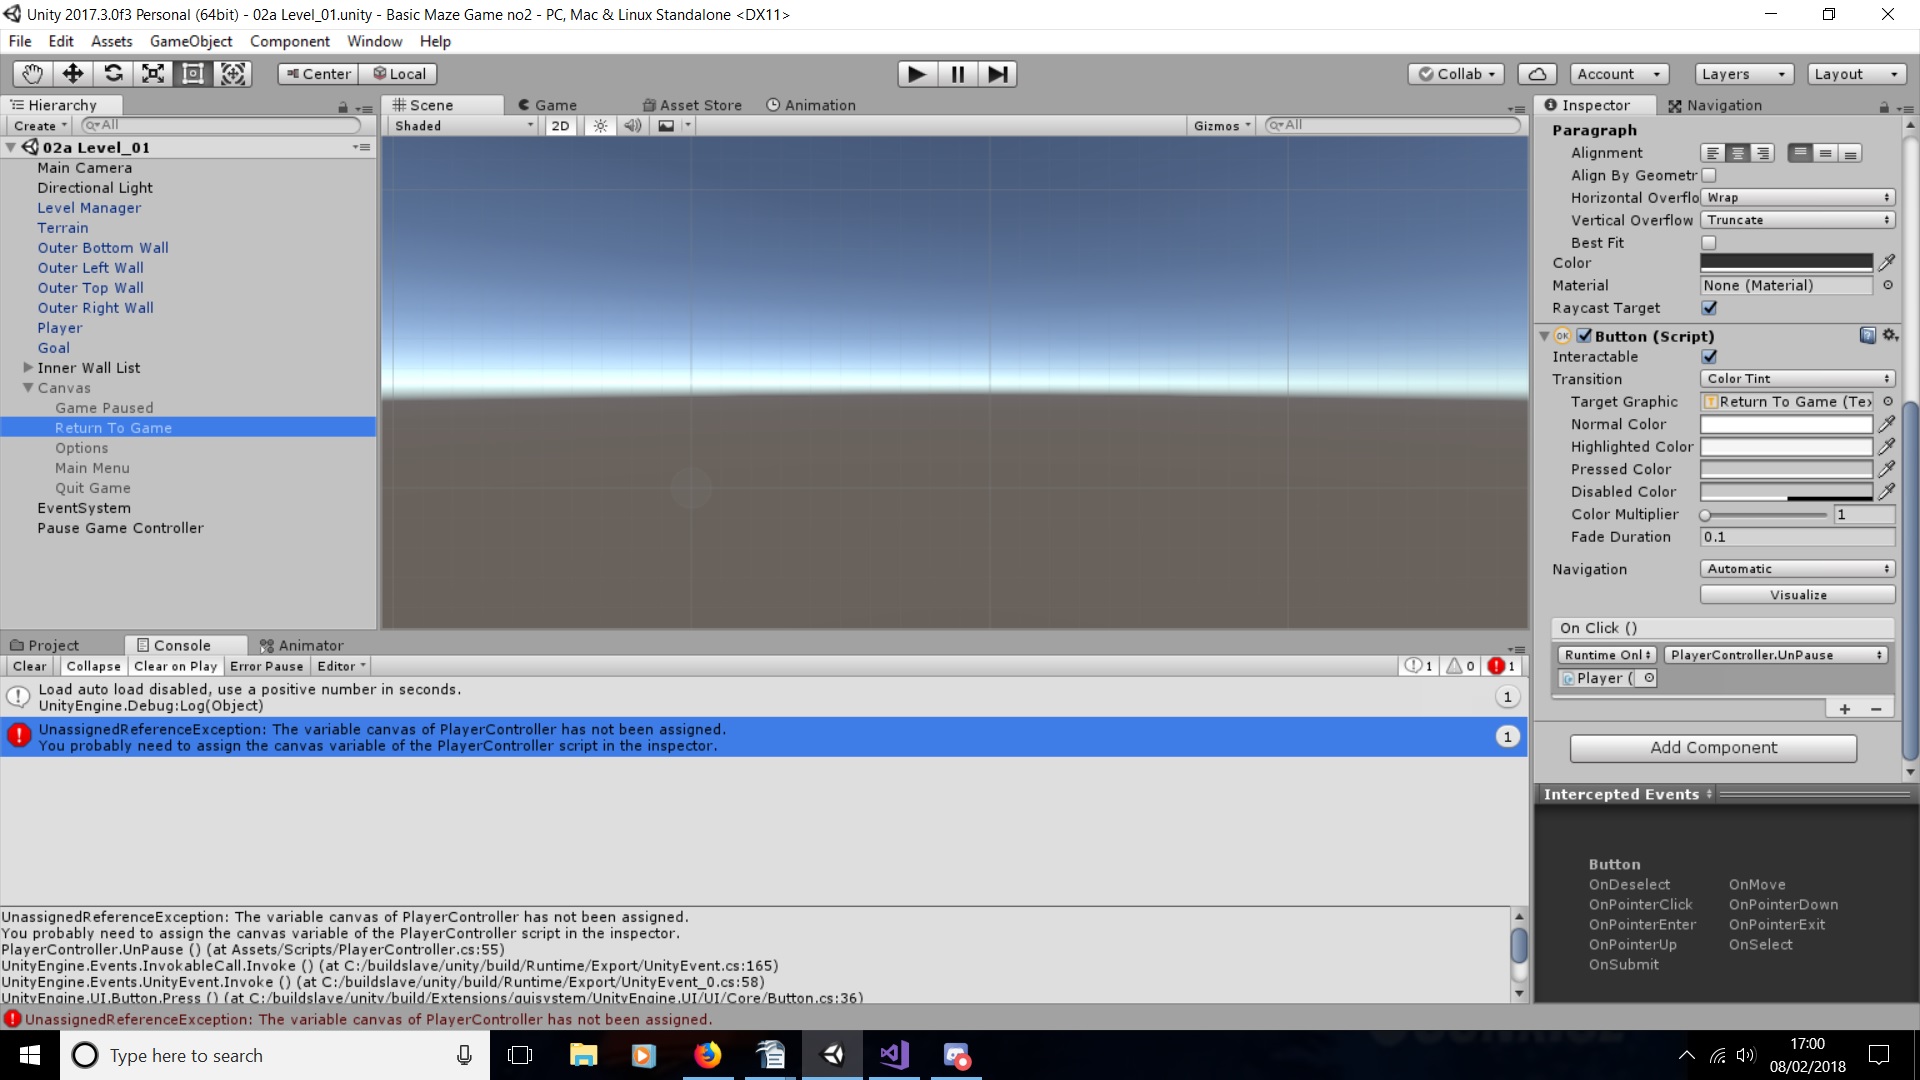 Unity 2017.3.0f3 Personal (64bit) - 02a Level_01.unity - Basic Maze Game no2 - PC, Mac & Linux Standalone <DX11>
File Edit Assets GameObject Component Window Help
Center Local Collab Account Layers Layout
Hierarchy
Create All
02a Level_01
Main Camera
Directional Light
Level Manager
Terrain
Outer Bottom Wall
Outer Left Wall
Outer Top Wall
Outer Right Wall
Player
Goal
Inner Wall List
Canvas
Game Paused
Return To Game
Options
Main Menu
Quit Game
EventSystem
Pause Game Controller
Scene Game Asset Store Animation
Shaded 2D Gizmos All
Inspector Navigation
Paragraph
Alignment
Align By Geometr
Horizontal Overflo Wrap
Vertical Overflow Truncate
Best Fit
Color
Material None (Material)
Raycast Target
OK Button (Script)
Interactable
Transition Color Tint
Target Graphic Return To Game (Tex
Normal Color
Highlighted Color
Pressed Color
Disabled Color
Color Multiplier 1
Fade Duration 0.1
Navigation Automatic
Visualize
On Click ()
Runtime Onl PlayerController.UnPause
Player (
Add Component
Intercepted Events
Button
OnDeselect OnMove
OnPointerClick OnPointerDown
OnPointerEnter OnPointerExit
OnPointerUp OnSelect
OnSubmit
Project Console Animator
Clear Collapse Clear on Play Error Pause Editor 1 0 1
Load auto load disabled, use a positive number in seconds.
UnityEngine.Debug:Log(Object)
1
UnassignedReferenceException: The variable canvas of PlayerController has not been assigned.
You probably need to assign the canvas variable of the PlayerController script in the inspector.
1
UnassignedReferenceException: The variable canvas of PlayerController has not been assigned.
You probably need to assign the canvas variable of the PlayerController script in the inspector.
PlayerController.UnPause () (at Assets/Scripts/PlayerController.cs:55)
UnityEngine.Events.InvokableCall.Invoke () (at C:/buildslave/unity/build/Runtime/Export/UnityEvent.cs:165)
UnityEngine.Events.UnityEvent.Invoke () (at C:/buildslave/unity/build/Runtime/Export/UnityEvent_0.cs:58)
UnityEngine.UI.Button.Press () (at C:/buildslave/unity/build/Extensions/guisystem/UnityEngine.UI/UI/Core/Button.cs:36)
UnassignedReferenceException: The variable canvas of PlayerController has not been assigned.
Type here to search
17:00
08/02/2018